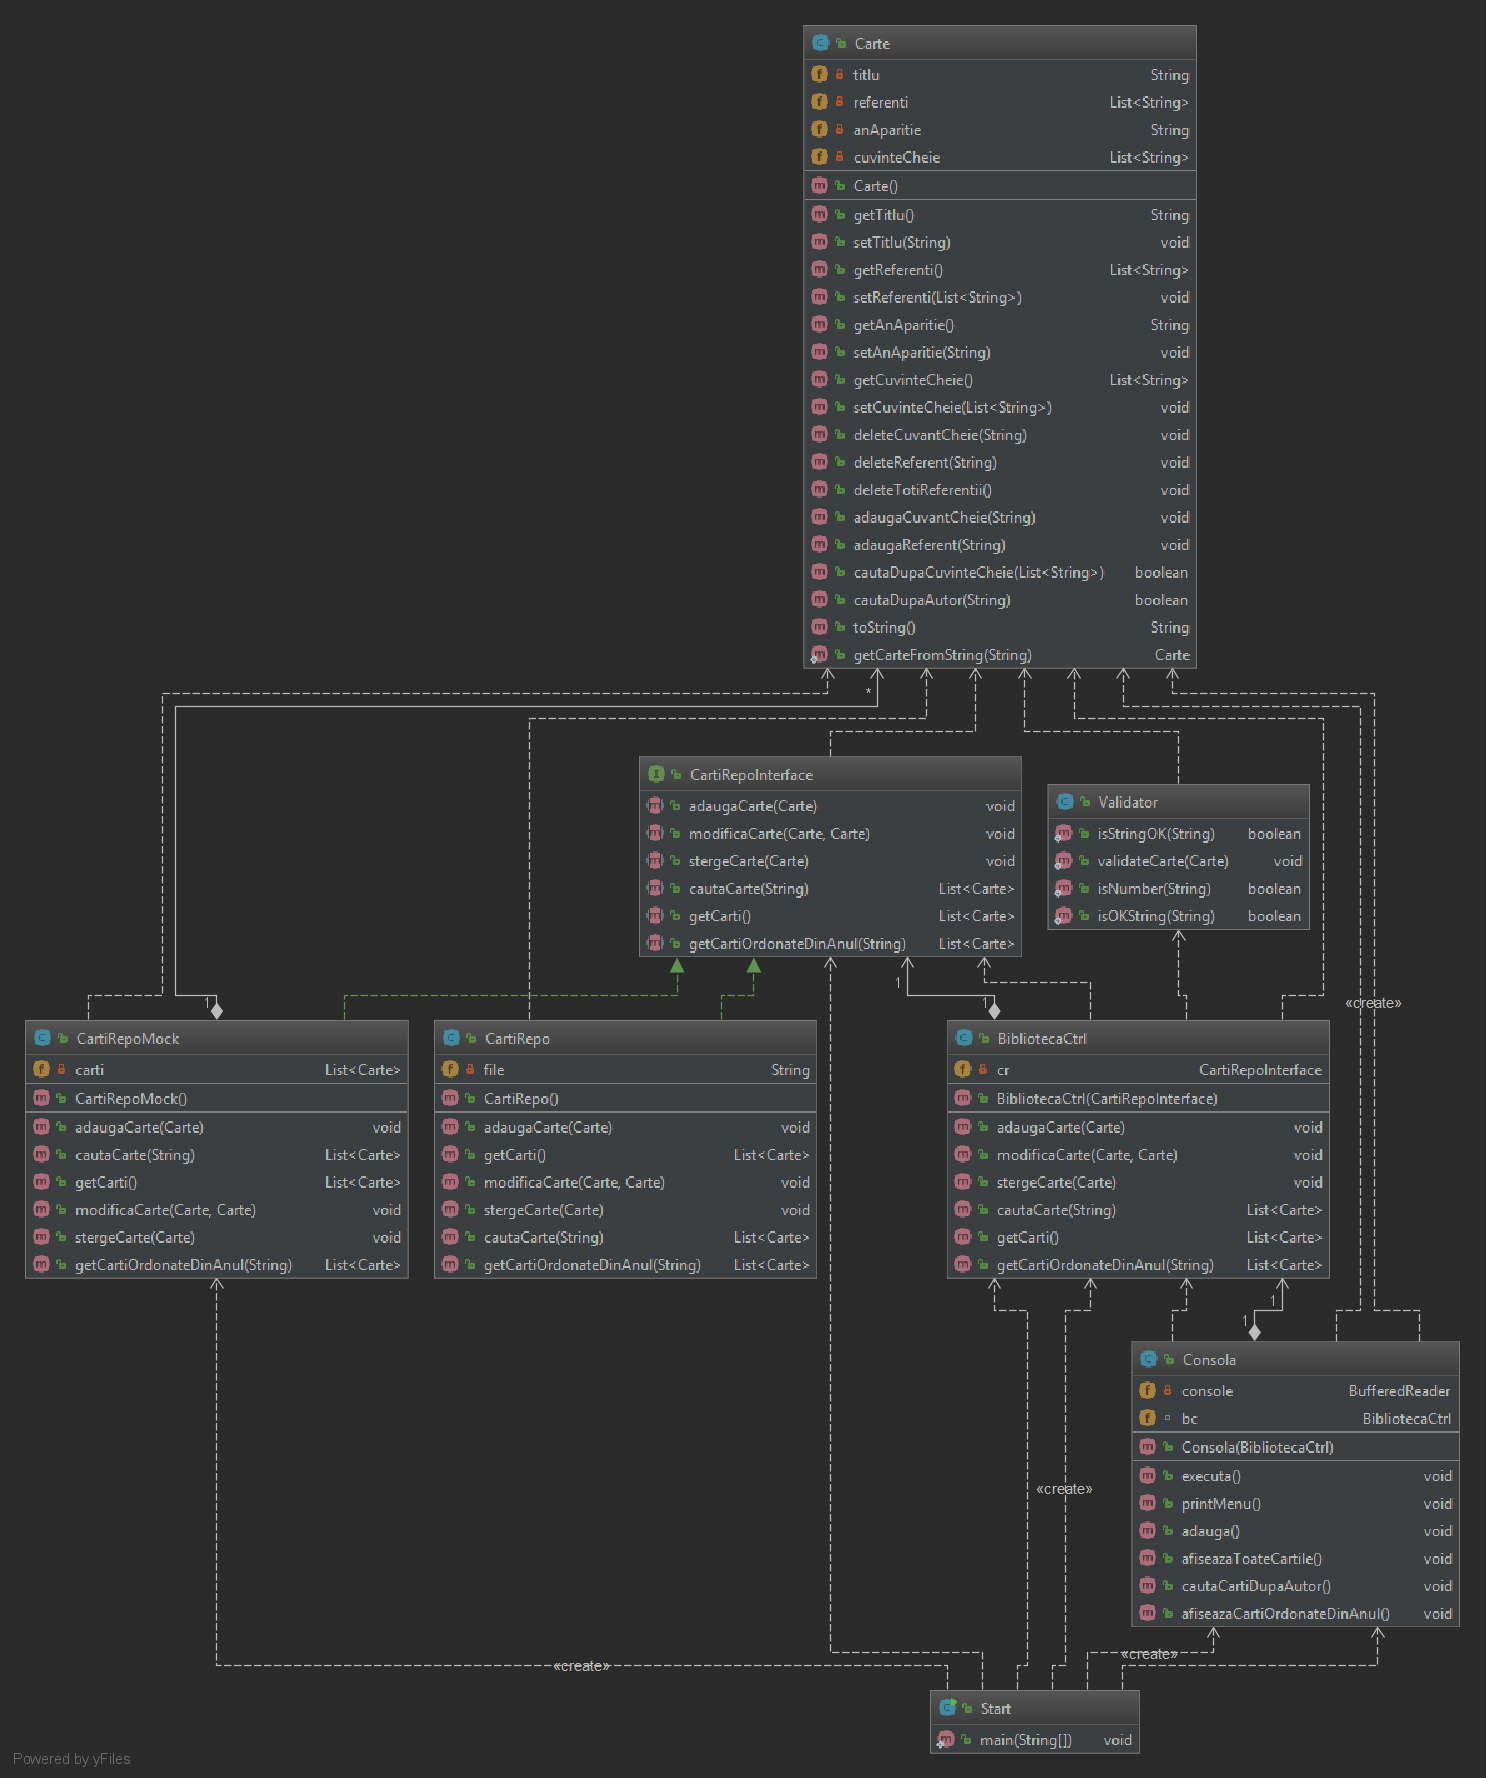 Carte
titlu String
referenti List<String>
anAparitie String
cuvinteCheie List<String>
Carte()
getTitlu() String
setTitlu(String) void
getReferenti() List<String>
setReferenti(List<String>) void
getAnAparitie() String
setAnAparitie(String) void
getCuvinteCheie() List<String>
setCuvinteCheie(List<String>) void
deleteCuvantCheie(String) void
deleteReferent(String) void
deleteTotiReferentii() void
adaugaCuvantCheie(String) void
adaugaReferent(String) void
cautaDupaCuvinteCheie(List<String>) boolean
cautaDupaAutor(String) boolean
toString() String
getCarteFromString(String) Carte
*
CartiRepoInterface
adaugaCarte(Carte) void
modificaCarte(Carte, Carte) void
stergeCarte(Carte) void
cautaCarte(String) List<Carte>
getCarti() List<Carte>
getCartiOrdonateDinAnul(String) List<Carte>
Validator
isStringOK(String) boolean
validateCarte(Carte) void
isNumber(String) boolean
isOKString(String) boolean
1
1
1
«create»
CartiRepoMock
carti List<Carte>
CartiRepoMock()
adaugaCarte(Carte) void
cautaCarte(String) List<Carte>
getCarti() List<Carte>
modificaCarte(Carte, Carte) void
stergeCarte(Carte) void
getCartiOrdonateDinAnul(String) List<Carte>
CartiRepo
file String
CartiRepo()
adaugaCarte(Carte) void
getCarti() List<Carte>
modificaCarte(Carte, Carte) void
stergeCarte(Carte) void
cautaCarte(String) List<Carte>
getCartiOrdonateDinAnul(String) List<Carte>
BibliotecaCtrl
cr CartiRepoInterface
BibliotecaCtrl(CartiRepoInterface)
adaugaCarte(Carte) void
modificaCarte(Carte, Carte) void
stergeCarte(Carte) void
cautaCarte(String) List<Carte>
getCarti() List<Carte>
getCartiOrdonateDinAnul(String) List<Carte>
1
1
Consola
console BufferedReader
bc BibliotecaCtrl
Consola(BibliotecaCtrl)
executa() void
printMenu() void
adauga() void
afiseazaToateCartile() void
cautaCartiDupaAutor() void
afiseazaCartiOrdonateDinAnul() void
«create»
«create»
«create»
Start
main(String[]) void
Powered by yFiles